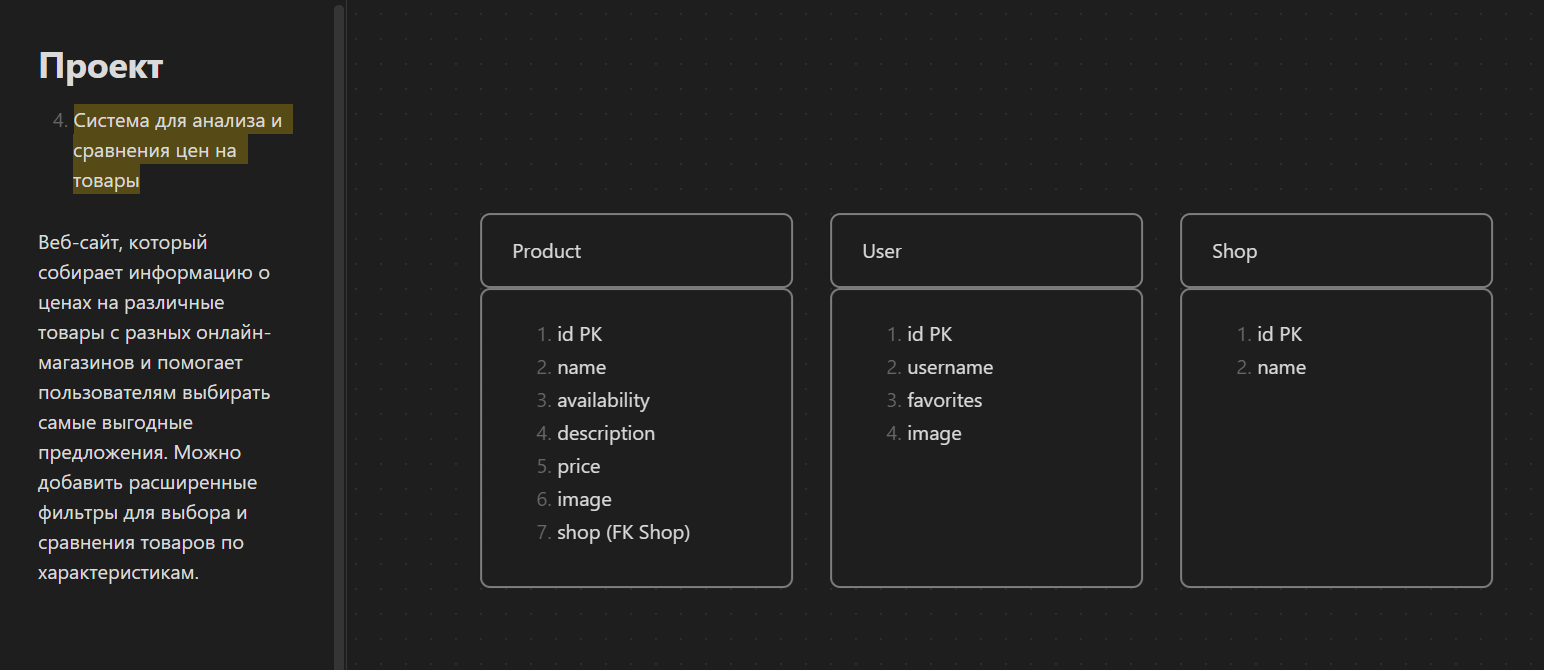 Проект
4. Система для анализа и
сравнения цен на
товары
Веб-сайт, который
собирает информацию о
ценах на различные
товары с разных онлайн-
магазинов и помогает
пользователям выбирать
самые выгодные
предложения. Можно
добавить расширенные
фильтры для выбора и
сравнения товаров по
характеристикам.
Product
1. id PK
2. name
3. availability
4. description
5. price
6. image
7. shop (FK Shop)
User
1. id PK
2. username
3. favorites
4. image
Shop
1. id PK
2. name